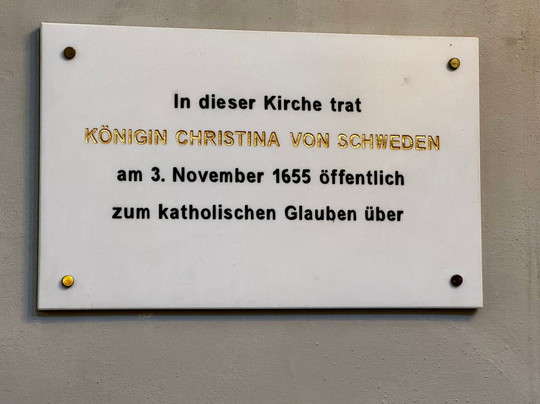 In dieser Kirche trat
KÖNIGIN CHRISTINA VON SCHWEDEN
am 3. November 1655 öffentlich
zum katholischen Glauben über